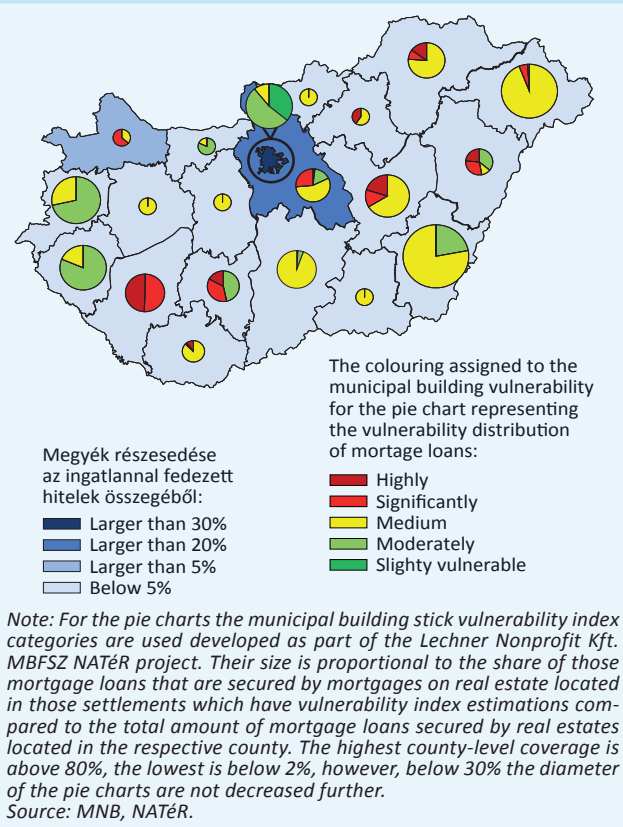 The colouring assigned to the
municipal building vulnerability
for the pie chart representing
the vulnerability distribution
of mortage loans:
Highly
Significantly
Medium
Moderately
Slighty vulnerable
Megyék részesedése
az ingatlannal fedezett
hitelek összegéből:
Larger than 30%
Larger than 20%
Larger than 5%
Below 5%
Note: For the pie charts the municipal building stick vulnerability index
categories are used developed as part of the Lechner Nonprofit Kft.
MBFSZ NATéR project. Their size is proportional to the share of those
mortgage loans that are secured by mortgages on real estate located
in those settlements which have vulnerability index estimations com-
pared to the total amount of mortgage loans secured by real estates
located in the respective county. The highest county-level coverage is
above 80%, the lowest is below 2%, however, below 30% the diameter
of the pie charts are not decreased further.
Source: MNB, NATéR.